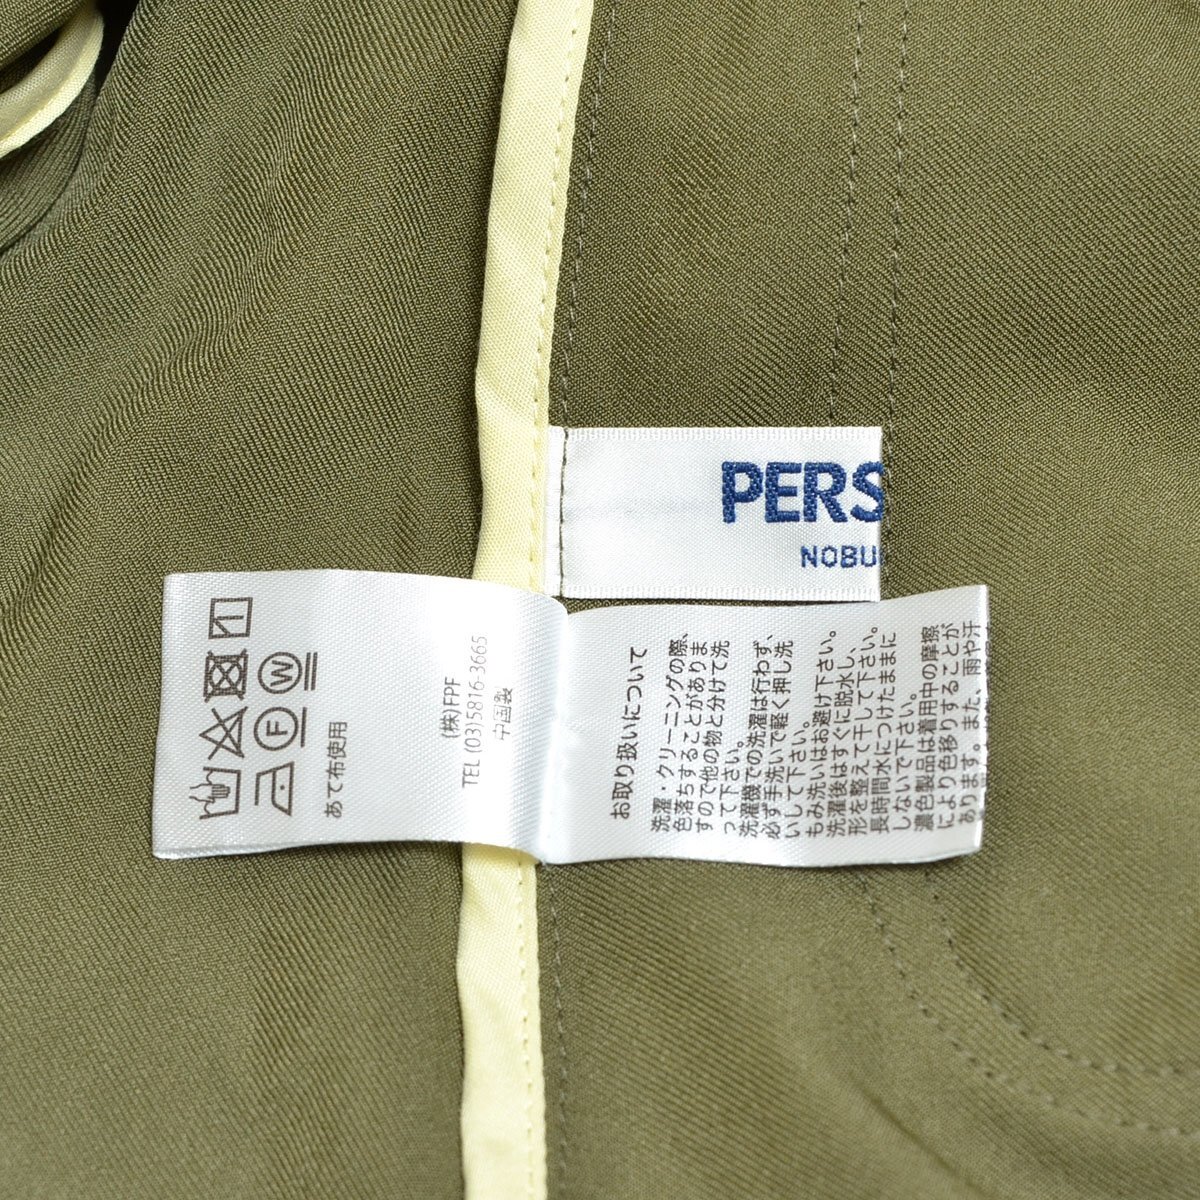 PERS
NOBU
あて布使用
(株)FPF
TEL (03)5816-3665
中国製
お取り扱いについて
洗濯・クリーニングの際、
色落ちすることがありま
すので他の物と分けて洗
って下さい。
洗濯機での洗濯は行わず、
必ず手洗いで軽く押し洗
いして下さい。
もみ洗いはお避け下さい。
洗濯後はすぐに脱水し、
形を整えて干して下さい。
長時間水につけたままに
しないで下さい。
濃色製品は着用中の摩擦
により色移りすることが
あります。また、雨や汗